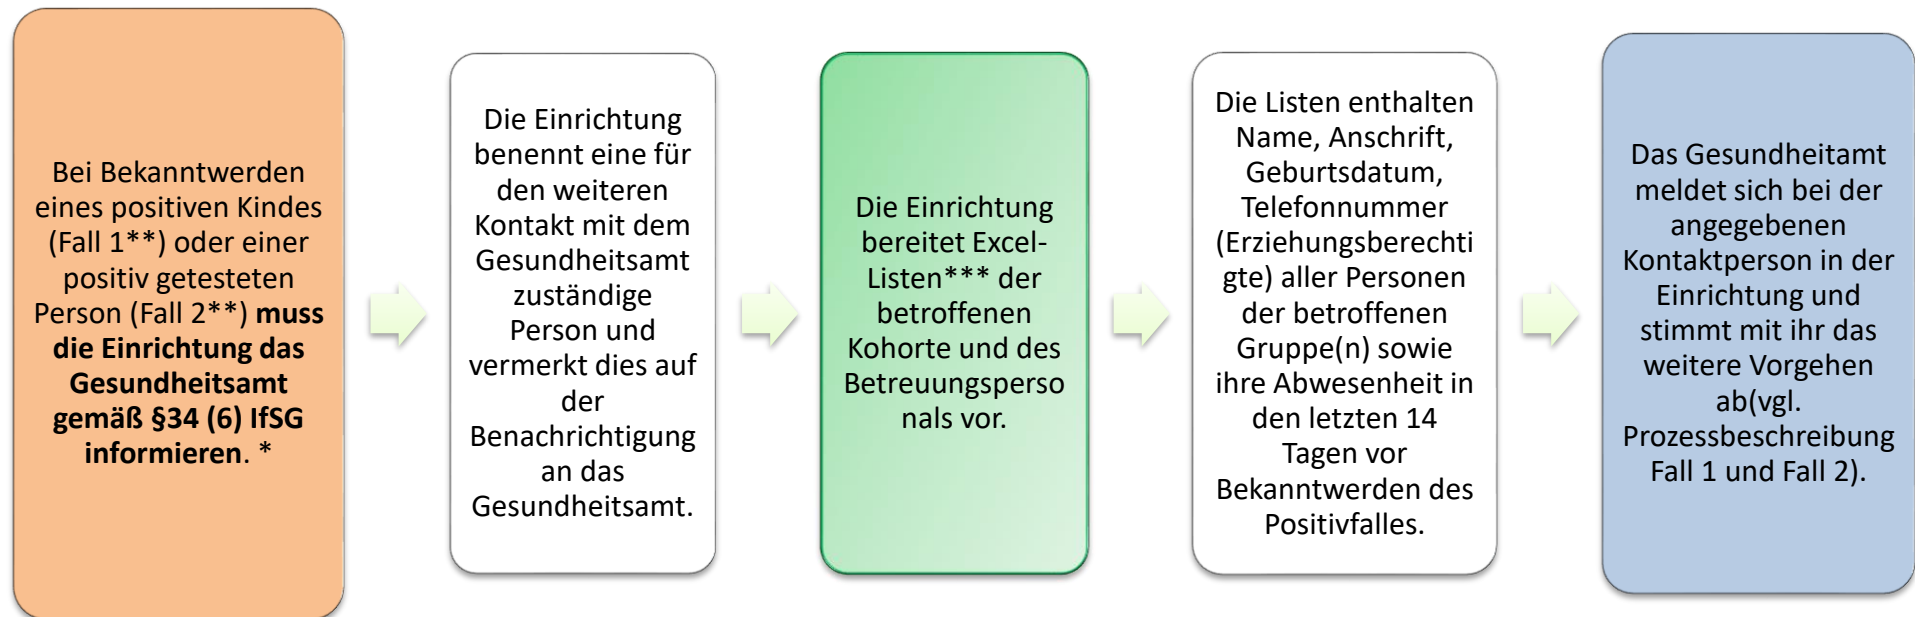 Bei Bekanntwerden
eines positiven Kindes
(Fall 1**) oder einer
positiv getesteten
Person (Fall 2**) muss
die Einrichtung das
Gesundheitsamt
gemäß §34 (6) IfSG
informieren. *
Die Einrichtung
benennt eine für
den weiteren
Kontakt mit dem
Gesundheitsamt
zuständige
Person und
vermerkt dies auf
der
Benachrichtigung
an das
Gesundheitsamt.
Die Einrichtung
bereitet Excel-
Listen*** der
betroffenen
Kohorte und des
Betreuungsperso
nals vor.
Die Listen enthalten
Name, Anschrift,
Geburtsdatum,
Telefonnummer
(Erziehungsberechti
gte) aller Personen
der betroffenen
Gruppe(n) sowie
ihre Abwesenheit in
den letzten 14
Tagen vor
Bekanntwerden des
Positivfalles.
Das Gesundheitamt
meldet sich bei der
angegebenen
Kontaktperson in der
Einrichtung und
stimmt mit ihr das
weitere Vorgehen
ab(vgl.
Prozessbeschreibung
Fall 1 und Fall 2).